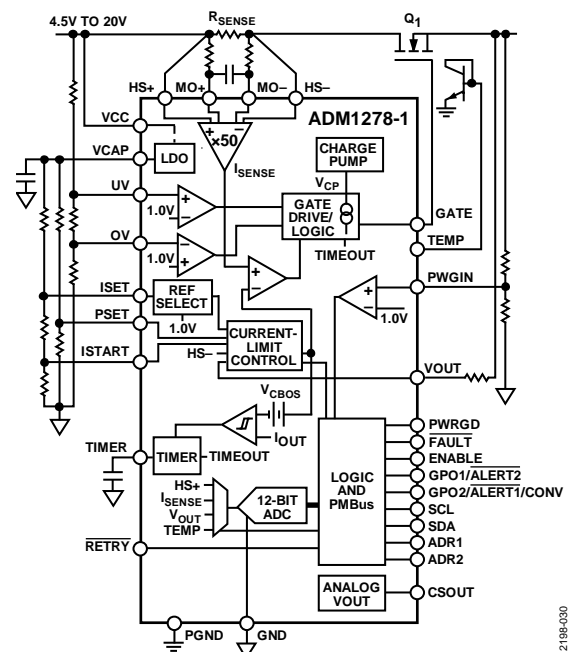 4.5V TO 20V
RSENSE
Q1
HS+
MO+
MO–
HS–
ADM1278-1
VCC
VCAP
LDO
+ –
×50
ISENSE
CHARGE
PUMP
VCP
UV
+
1.0V
–
GATE
DRIVE/
LOGIC
GATE
TEMP
OV
–
1.0V
+
TIMEOUT
PWGIN
ISET
REF
SELECT
+
–
+
–
1.0V
PSET
1.0V
CURRENT-
LIMIT
CONTROL
ISTART
HS–
VOUT
VCBOS
IOUT
TIMER
TIMER
TIMEOUT
LOGIC
AND
PMBus
PWRGD
FAULT
ENABLE
GPO1/ALERT2
GPO2/ALERT1/CONV
SCL
SDA
ADR1
ADR2
HS+
ISENSE
VOUT
TEMP
12-BIT
ADC
RETRY
ANALOG
VOUT
CSOUT
PGND
GND
2198-030